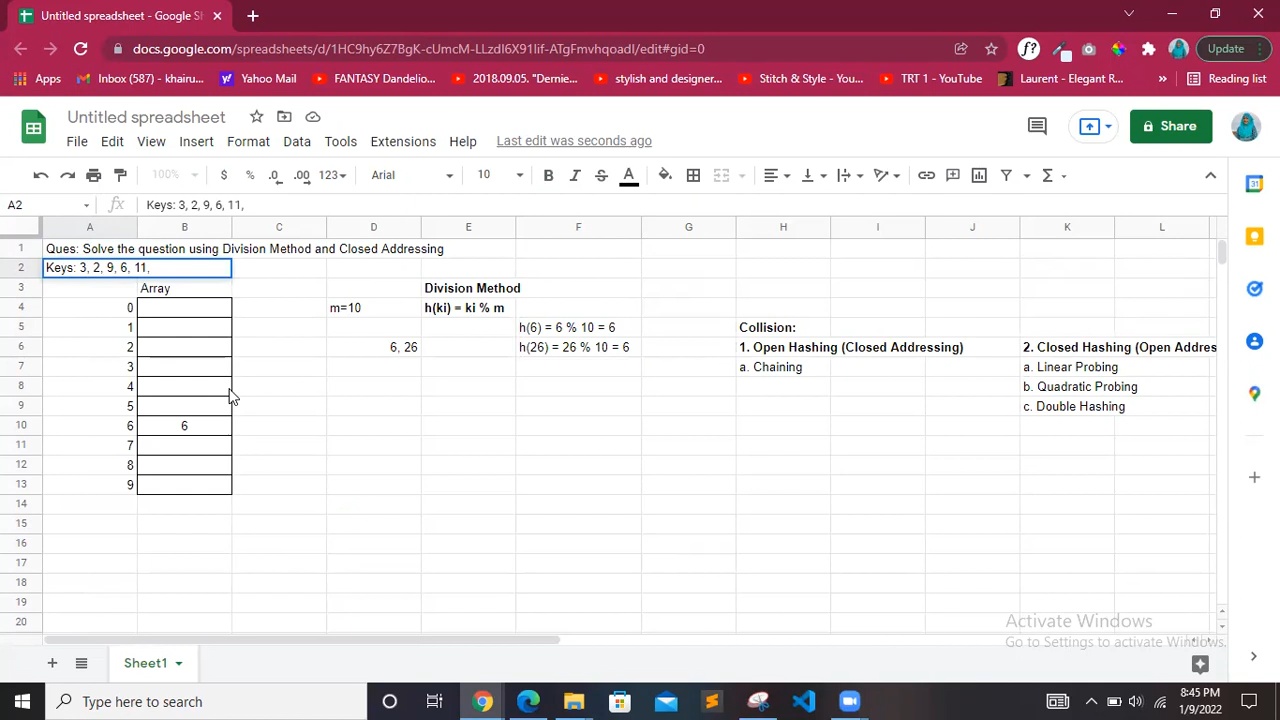 Untitled spreadsheet - Google Sh
docs.google.com/spreadsheets/d/1HC9hy6Z7BgK-cUmcM-LLzdI6X91Iif-ATgFmvhqoadI/edit#gid=0
Update
Apps
Inbox (587) - khairu...
Yahoo Mail
FANTASY Dandelio...
2018.09.05. "Dernie...
stylish and designer...
Stitch & Style - You...
TRT 1 - YouTube
Laurent - Elegant R...
Reading list
Untitled spreadsheet
File Edit View Insert Format Data Tools Extensions Help Last edit was seconds ago
Share
100% $ % .0 .00 123 Arial 10 B I S A
A2 fx Keys: 3, 2, 9, 6, 11,
A B C D E F G H I J K L
1 Ques: Solve the question using Division Method and Closed Addressing
2 Keys: 3, 2, 9, 6, 11,
3 Array Division Method
4 0 m=10 h(ki) = ki % m
5 1 h(6) = 6 % 10 = 6 Collision:
6 2 6, 26 h(26) = 26 % 10 = 6 1. Open Hashing (Closed Addressing) 2. Closed Hashing (Open Addres
7 3 a. Chaining a. Linear Probing
8 4 b. Quadratic Probing
9 5 c. Double Hashing
10 6 6
11 7
12 8
13 9
14
15
16
17
18
19
20
Activate Windows
Go to Settings to activate Windows.
Sheet1
Type here to search
8:45 PM
1/9/2022